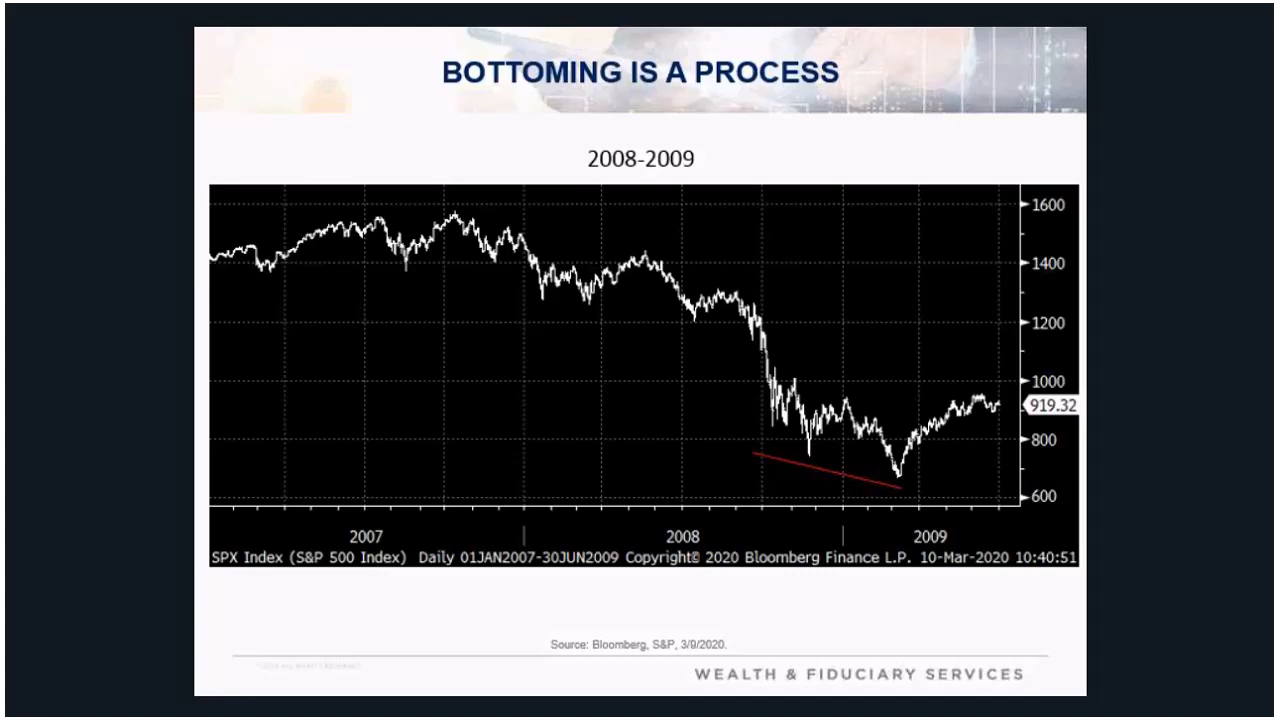 BOTTOMING IS A PROCESS
2008-2009
1600
1400
1200
1000
919.32
800
600
2007 2008 2009
SPX Index (S&P 500 Index) Daily 01JAN2007-30JUN2009 Copyright© 2020 Bloomberg Finance L.P. 10-Mar-2020 10:40:51
Source: Bloomberg, S&P, 3/9/2020.
WEALTH & FIDUCIARY SERVICES